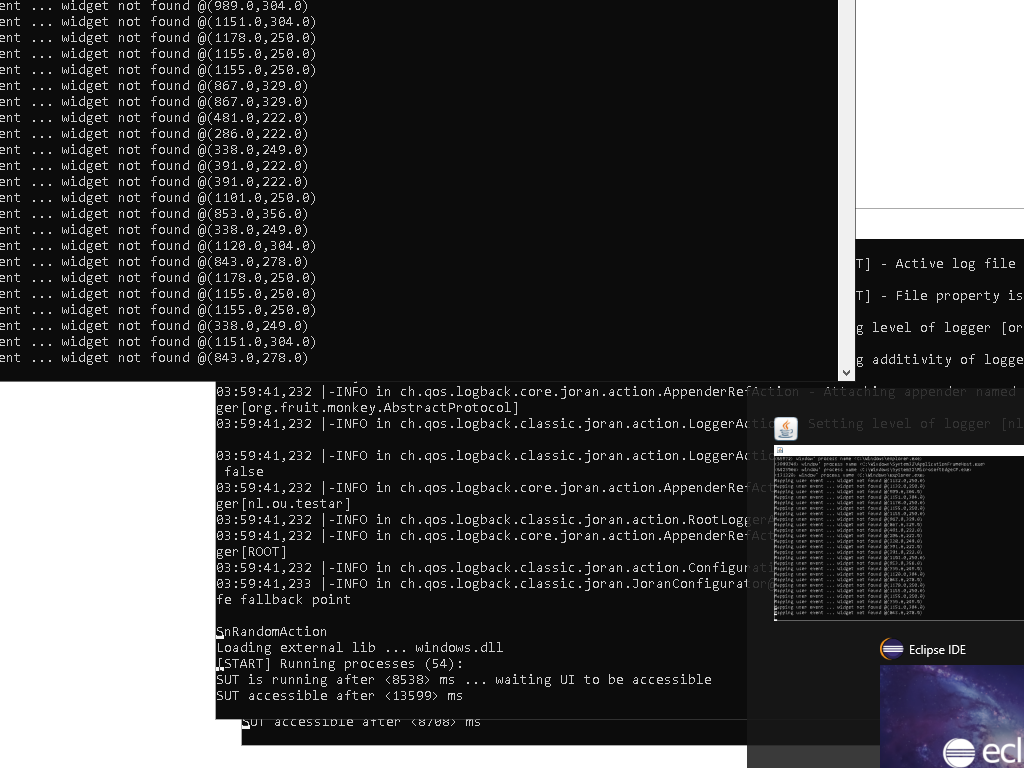 ent ... widget not found @(989.0,304.0)
ent ... widget not found @(1151.0,304.0)
ent ... widget not found @(1178.0,250.0)
ent ... widget not found @(1155.0,250.0)
ent ... widget not found @(1155.0,250.0)
ent ... widget not found @(867.0,329.0)
ent ... widget not found @(867.0,329.0)
ent ... widget not found @(481.0,222.0)
ent ... widget not found @(286.0,222.0)
ent ... widget not found @(338.0,249.0)
ent ... widget not found @(391.0,222.0)
ent ... widget not found @(391.0,222.0)
ent ... widget not found @(1101.0,250.0)
ent ... widget not found @(853.0,356.0)
ent ... widget not found @(338.0,249.0)
ent ... widget not found @(1120.0,304.0)
ent ... widget not found @(843.0,278.0)
ent ... widget not found @(1178.0,250.0)
ent ... widget not found @(1155.0,250.0)
ent ... widget not found @(1155.0,250.0)
ent ... widget not found @(338.0,249.0)
ent ... widget not found @(1151.0,304.0)
ent ... widget not found @(843.0,278.0)
T] - Active log file
T] - File property is
g level of logger [or
g additivity of logge
03:59:41,232 |-INFO in ch.qos.logback.core.joran.action.AppenderRefAction - Attaching appender named
ger[org.fruit.monkey.AbstractProtocol]
03:59:41,232 |-INFO in ch.qos.logback.classic.joran.action.LoggerAction - Setting level of logger [nl
03:59:41,232 |-INFO in ch.qos.logback.classic.joran.action.LoggerAction
false
03:59:41,232 |-INFO in ch.qos.logback.core.joran.action.AppenderRefAct
ger[nl.ou.testar]
03:59:41,232 |-INFO in ch.qos.logback.classic.joran.action.RootLogger
03:59:41,232 |-INFO in ch.qos.logback.core.joran.action.AppenderRefAct
ger[ROOT]
03:59:41,232 |-INFO in ch.qos.logback.classic.joran.action.Configurat
03:59:41,233 |-INFO in ch.qos.logback.classic.joran.JoranConfigurator
fe fallback point
SnRandomAction
Loading external lib ... windows.dll
[START] Running processes (54):
SUT is running after <8538> ms ... waiting UI to be accessible
SUT accessible after <13599> ms
SUT accessible after <8708> ms
Eclipse IDE
ecl